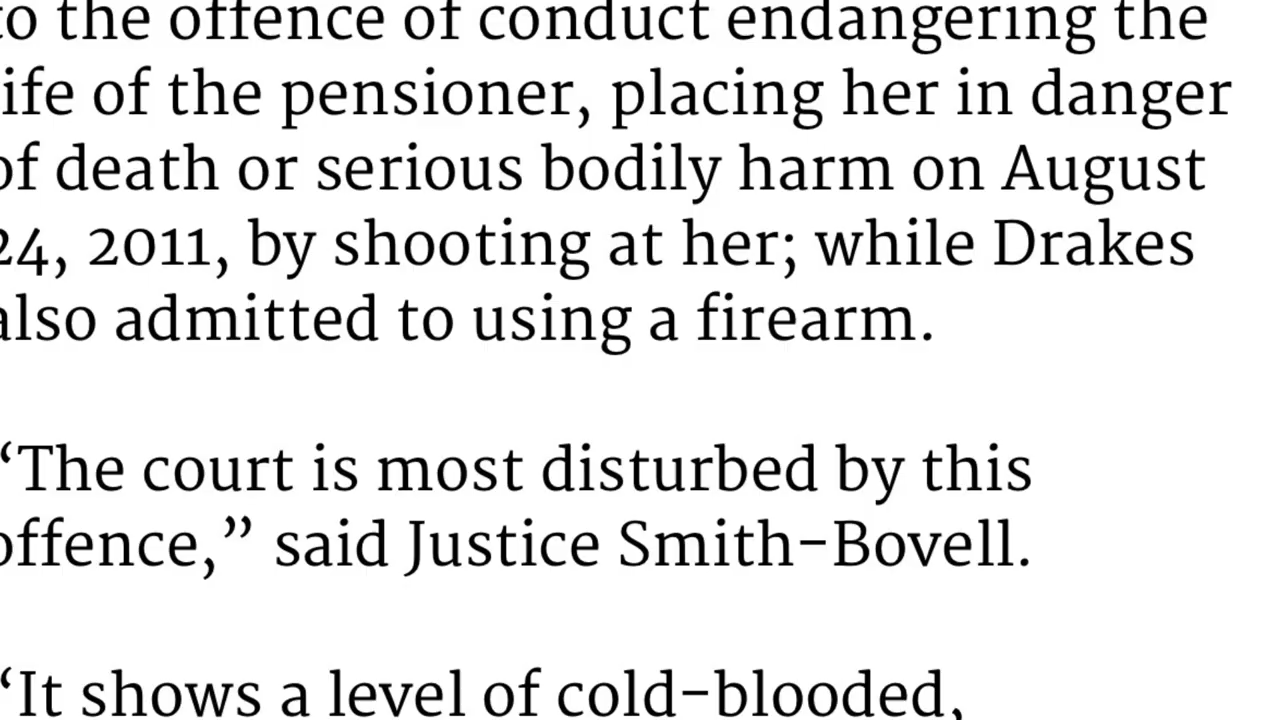 to the offence of conduct endangering the
life of the pensioner, placing her in danger
of death or serious bodily harm on August
24, 2011, by shooting at her; while Drakes
also admitted to using a firearm.
“The court is most disturbed by this
offence,” said Justice Smith-Bovell.
“It shows a level of cold-blooded,